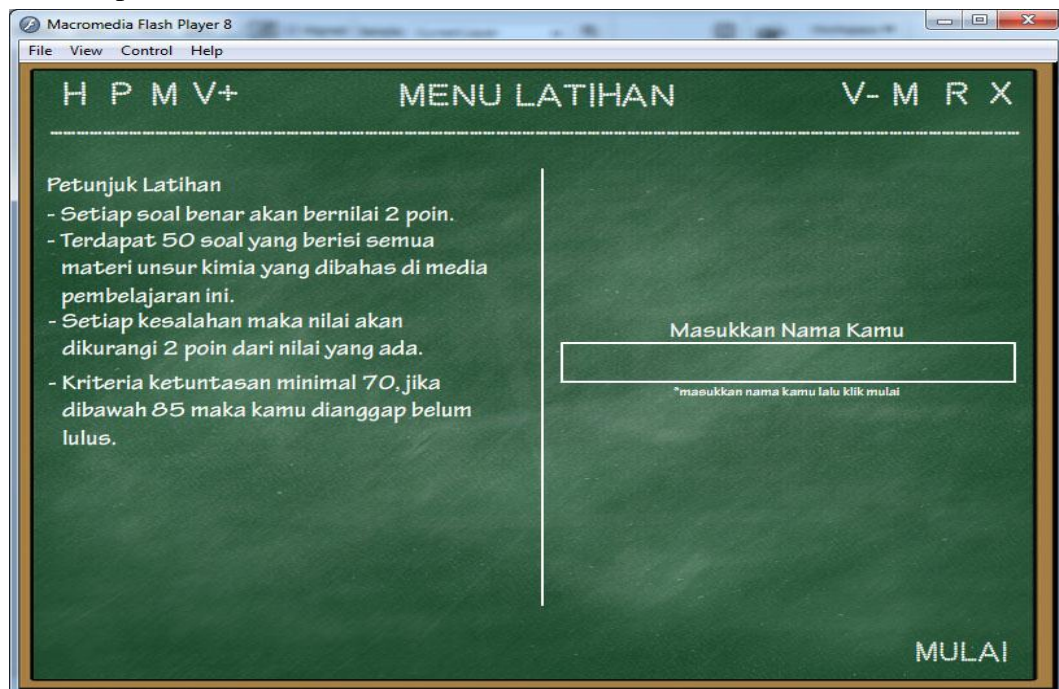 Macromedia Flash Player 8
File View Control Help
H P M V+ MENU LATIHAN V- M R X
Petunjuk Latihan
- Setiap soal benar akan bernilai 2 poin.
- Terdapat 50 soal yang berisi semua
materi unsur kimia yang dibahas di media
pembelajaran ini.
- Setiap kesalahan maka nilai akan
dikurangi 2 poin dari nilai yang ada.
- Kriteria ketuntasan minimal 70, jika
dibawah 85 maka kamu dianggap belum
lulus.
Masukkan Nama Kamu
*masukkan nama kamu lalu klik mulai
MULAI